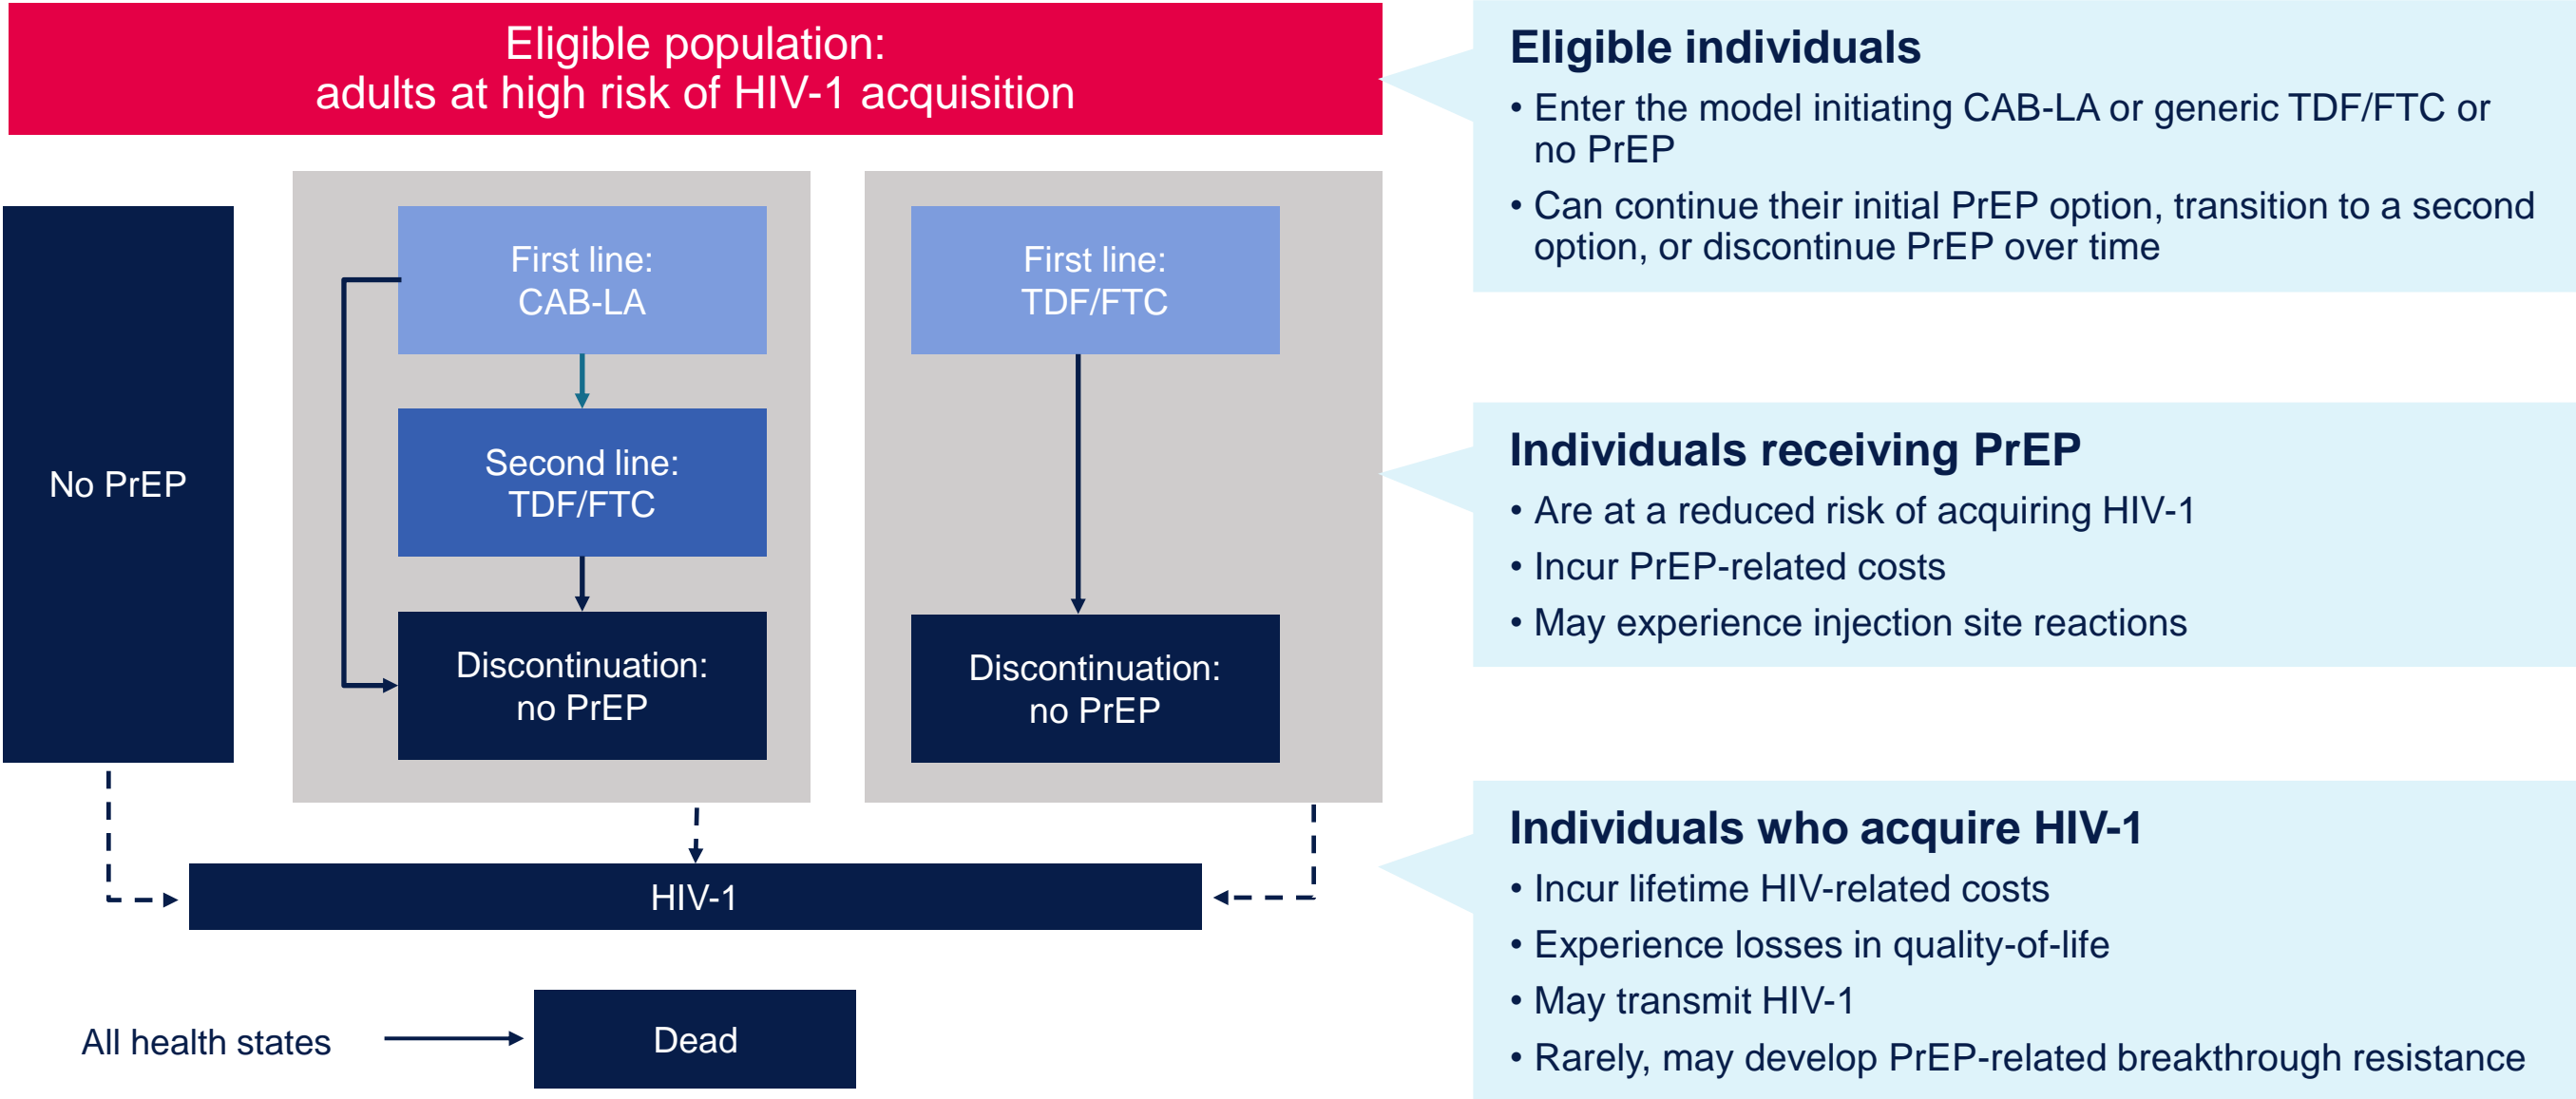 Eligible population:
adults at high risk of HIV-1 acquisition
No PrEP
First line:
CAB-LA
Second line:
TDF/FTC
Discontinuation:
no PrEP
First line:
TDF/FTC
Discontinuation:
no PrEP
HIV-1
All health states
Dead
Eligible individuals
• Enter the model initiating CAB-LA or generic TDF/FTC or
no PrEP
• Can continue their initial PrEP option, transition to a second
option, or discontinue PrEP over time
Individuals receiving PrEP
• Are at a reduced risk of acquiring HIV-1
• Incur PrEP-related costs
• May experience injection site reactions
Individuals who acquire HIV-1
• Incur lifetime HIV-related costs
• Experience losses in quality-of-life
• May transmit HIV-1
• Rarely, may develop PrEP-related breakthrough resistance